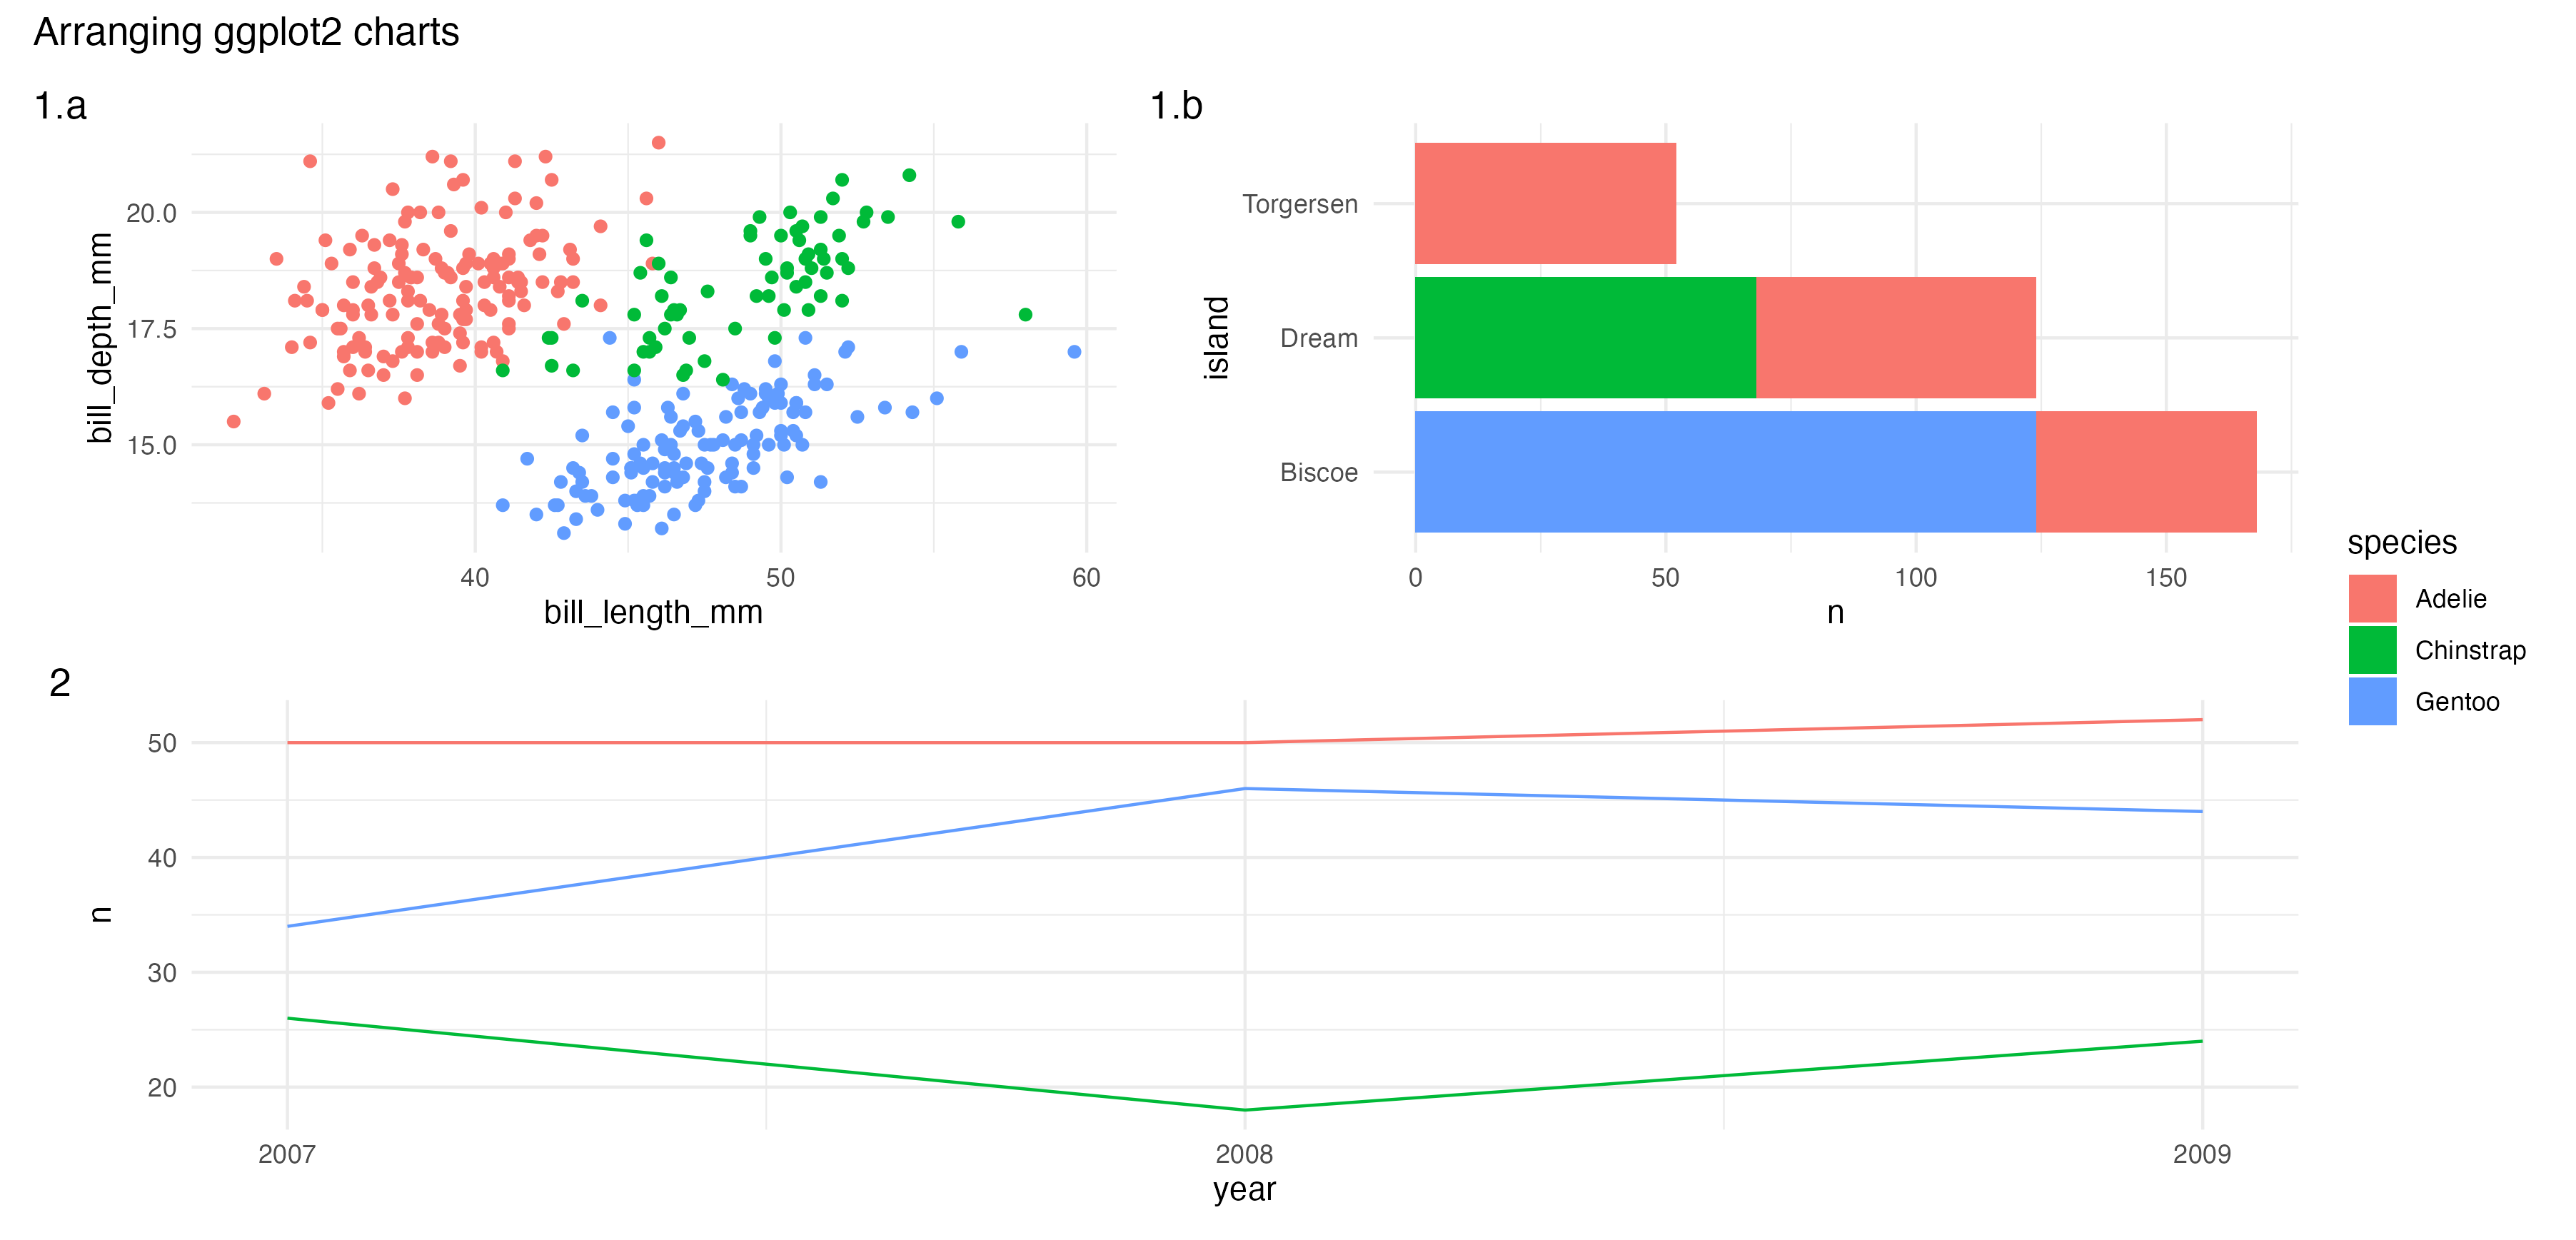 Arranging ggplot2 charts
1.a
bill_depth_mm
20.0
17.5
15.0
40 50 60
bill_length_mm
1.b
island
Torgersen
Dream
Biscoe
0 50 100 150
n
species
Adelie
Chinstrap
Gentoo
2
n
50
40
30
20
2007 2008 2009
year